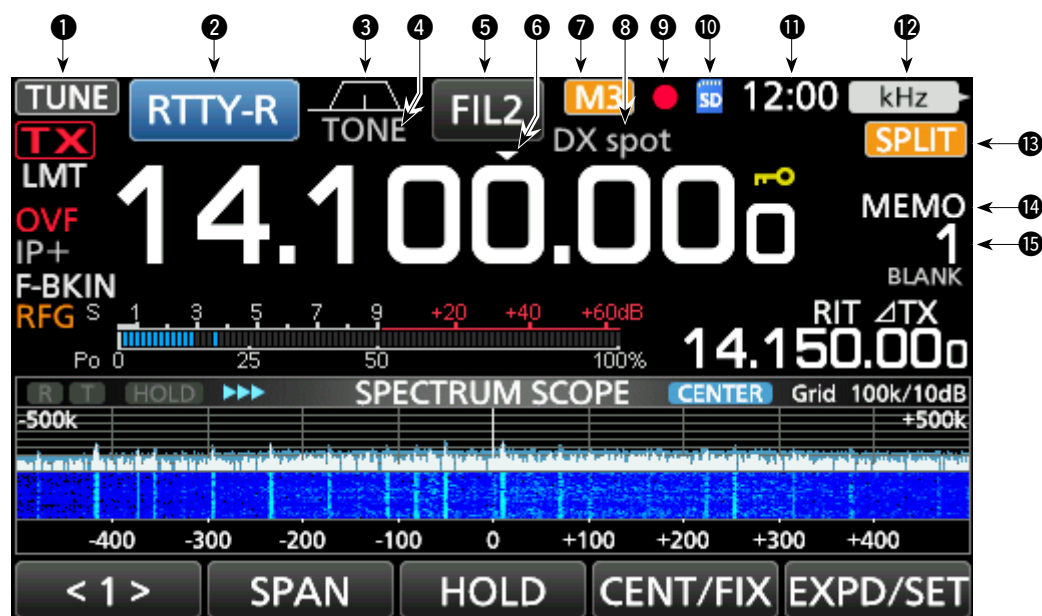 ❶ ❷ ❸ ❹ ❺ ❻ ❼ ❽ ❾ ❿ ⓫ ⓬
TUNE RTTY-R TONE FIL2 M3 SD 12:00 kHz
DX spot SPLIT ⓭
TX
LMT
14.100.000
MEMO ⓮
OVF
1 ⓯
IP+
BLANK
F-BKIN
RFG S 1 3 5 7 9 +20 +40 +60dB
RIT ⊿TX
Po 0 25 50 100%
14.150.000
R T HOLD SPECTRUM SCOPE CENTER Grid 100k/10dB
-500k +500k
-400 -300 -200 -100 0 +100 +200 +300 +400
< 1 > SPAN HOLD CENT/FIX EXPD/SET